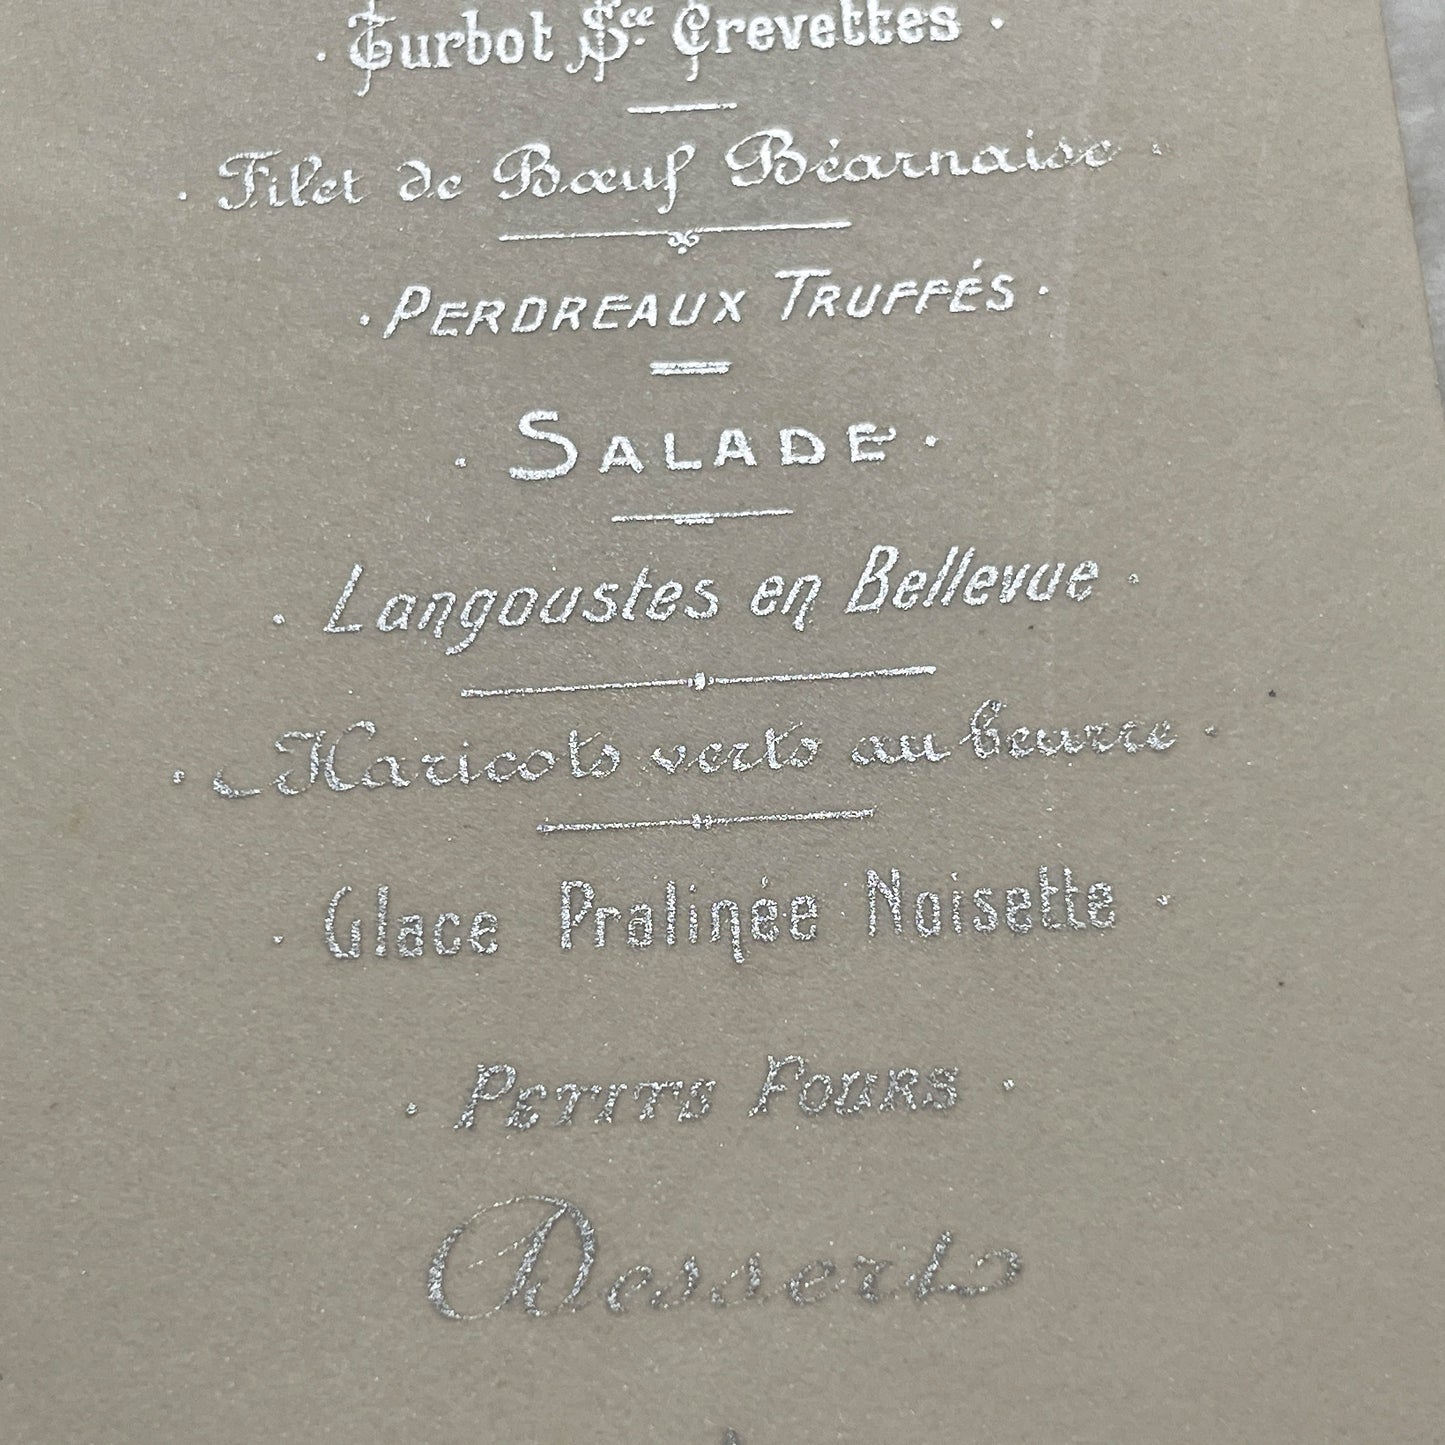 · Turbot Sce Crevettes ·
· Filet de Bœuf Béarnaise ·
· PERDREAUX TRUFFÉS ·
· SALADE ·
· Langoustes en Bellevue ·
· Haricots verts au beurre ·
· Glace Pralinée Noisette ·
· PETITS FOURS ·
Desserts